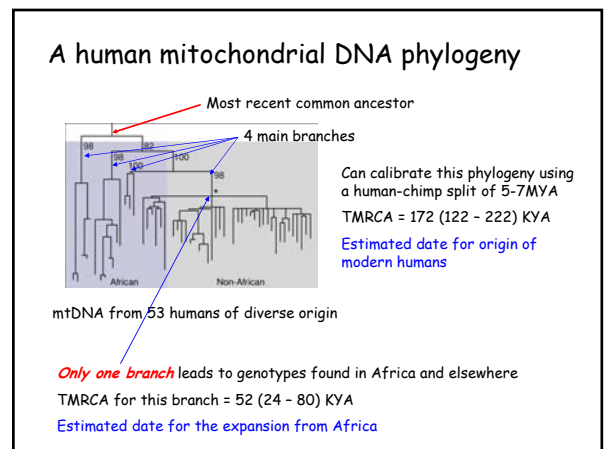 A human mitochondrial DNA phylogeny
Most recent common ancestor
4 main branches
98
82
98
100
100
98
*
African
Non-African
Can calibrate this phylogeny using
a human-chimp split of 5-7MYA
TMRCA = 172 (122 – 222) KYA
Estimated date for origin of
modern humans
mtDNA from 53 humans of diverse origin
Only one branch leads to genotypes found in Africa and elsewhere
TMRCA for this branch = 52 (24 – 80) KYA
Estimated date for the expansion from Africa